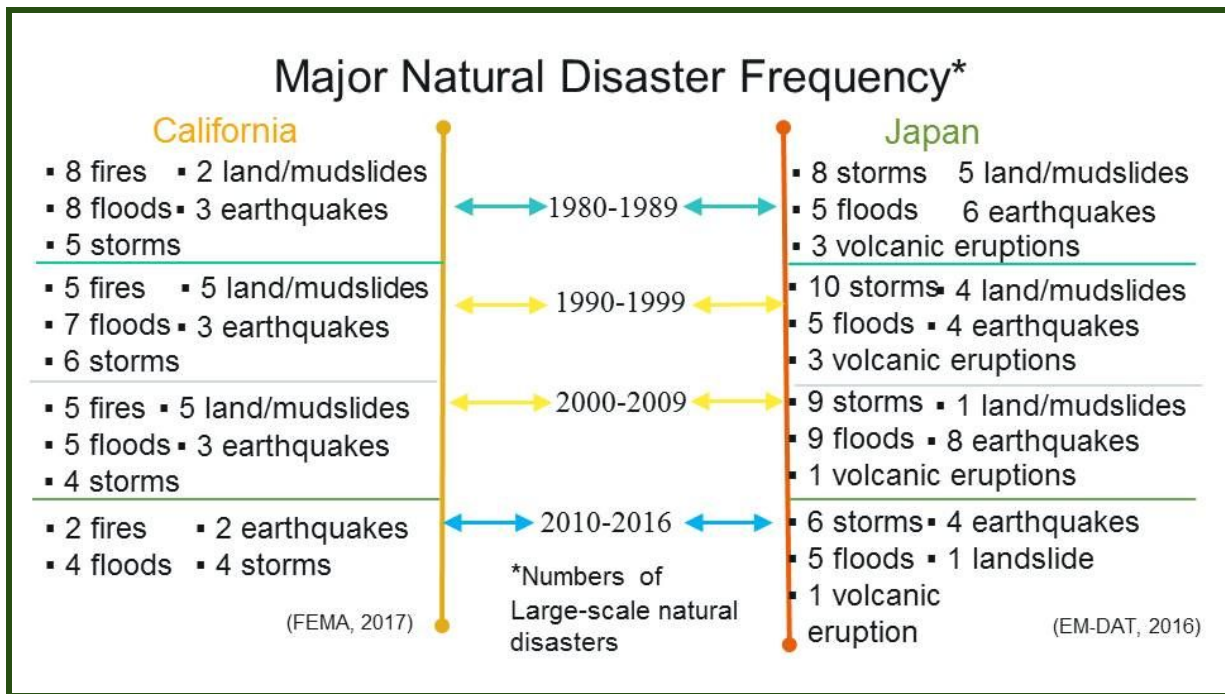 Major Natural Disaster Frequency*
California
▪ 8 fires ▪ 2 land/mudslides
▪ 8 floods ▪ 3 earthquakes
▪ 5 storms
▪ 5 fires ▪ 5 land/mudslides
▪ 7 floods ▪ 3 earthquakes
▪ 6 storms
▪ 5 fires ▪ 5 land/mudslides
▪ 5 floods ▪ 3 earthquakes
▪ 4 storms
▪ 2 fires ▪ 2 earthquakes
▪ 4 floods ▪ 4 storms
(FEMA, 2017)
1980-1989
1990-1999
2000-2009
2010-2016
*Numbers of
Large-scale natural
disasters
Japan
▪ 8 storms 5 land/mudslides
▪ 5 floods 6 earthquakes
▪ 3 volcanic eruptions
▪ 10 storms ▪ 4 land/mudslides
▪ 5 floods ▪ 4 earthquakes
▪ 3 volcanic eruptions
▪ 9 storms ▪ 1 land/mudslides
▪ 9 floods ▪ 8 earthquakes
▪ 1 volcanic eruptions
▪ 6 storms ▪ 4 earthquakes
▪ 5 floods ▪ 1 landslide
▪ 1 volcanic
eruption
(EM-DAT, 2016)